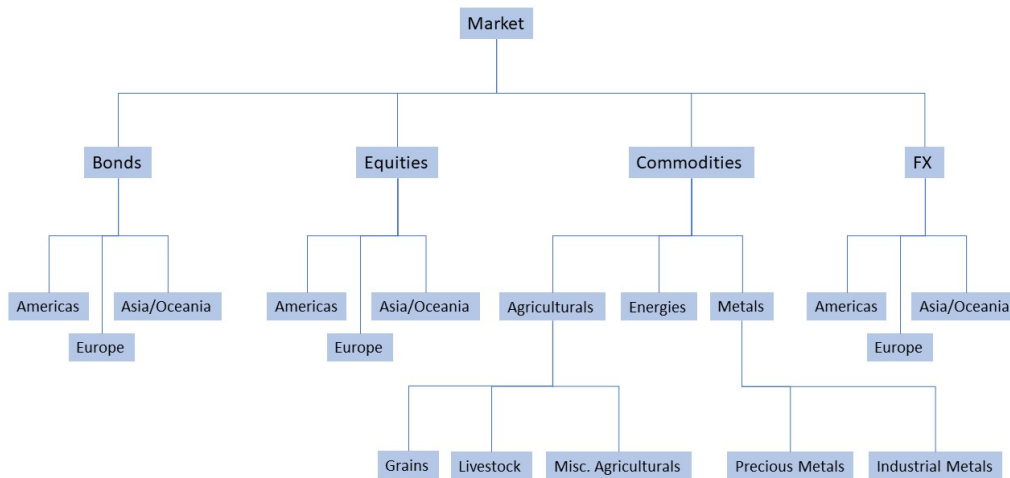 Market
Bonds
Equities
Commodities
FX
Americas
Asia/Oceania
Europe
Americas
Asia/Oceania
Europe
Agriculturals
Energies
Metals
Americas
Asia/Oceania
Europe
Grains
Livestock
Misc. Agriculturals
Precious Metals
Industrial Metals